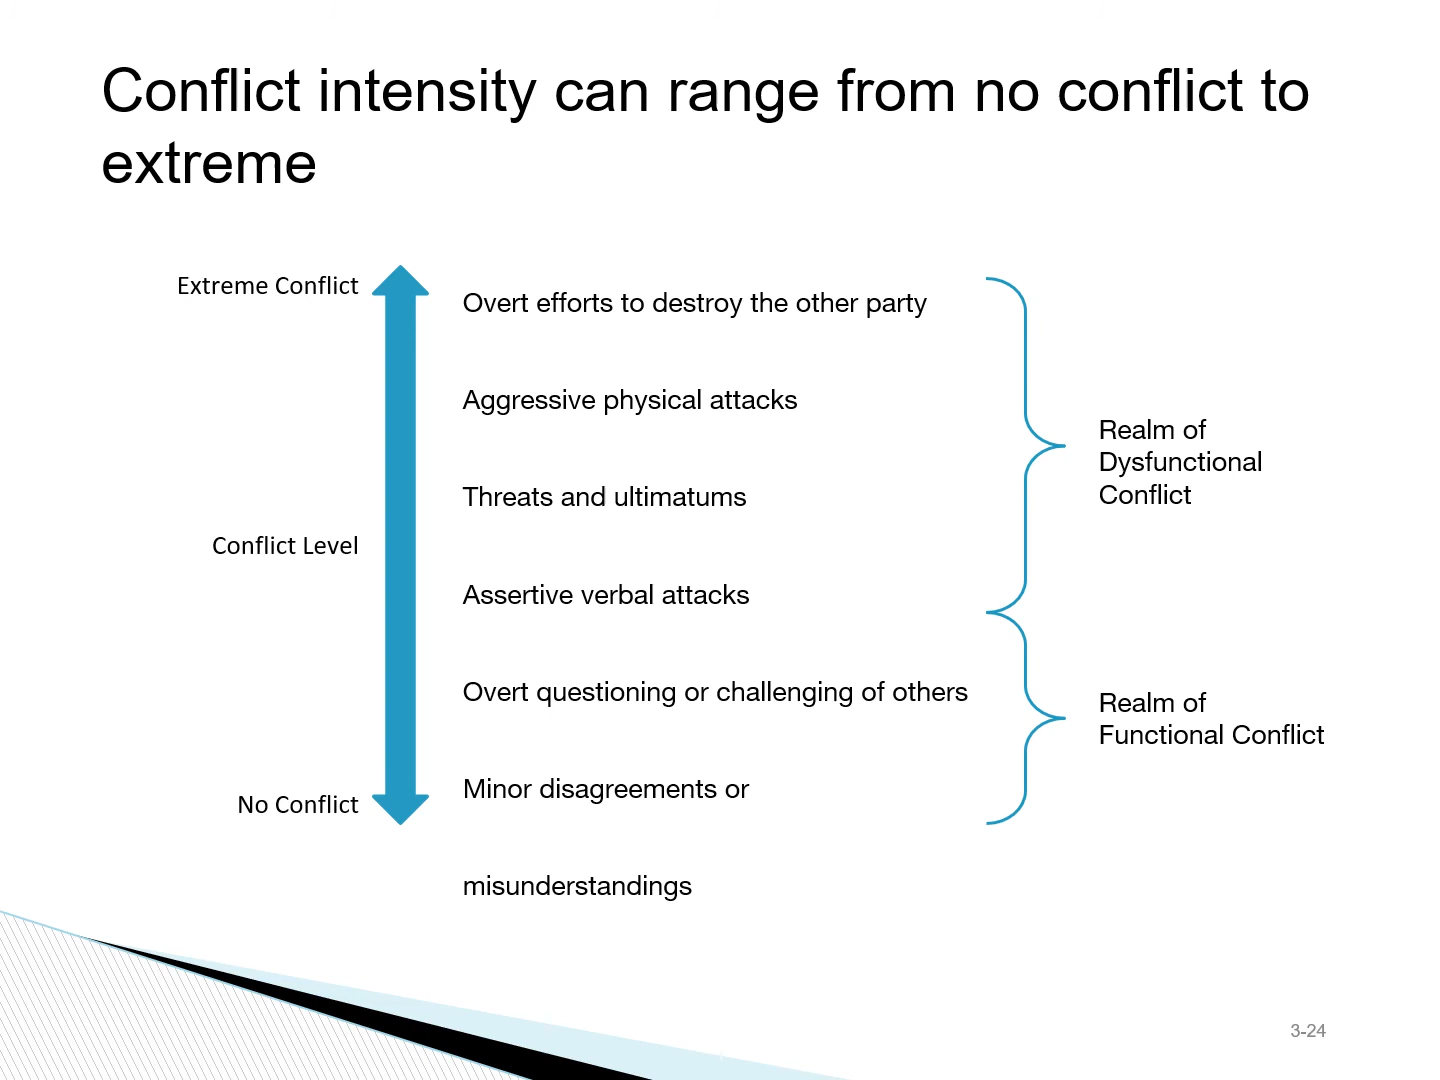 Conflict intensity can range from no conflict to
extreme
Extreme Conflict
Overt efforts to destroy the other party
Aggressive physical attacks
Realm of
Dysfunctional
Conflict
Threats and ultimatums
Conflict Level
Assertive verbal attacks
Overt questioning or challenging of others
Realm of
Functional Conflict
Minor disagreements or
No Conflict
misunderstandings
3-24